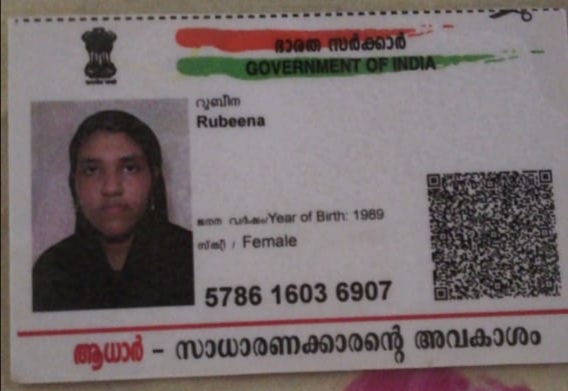 ഭാരത സർക്കാർ
GOVERNMENT OF INDIA
റുബീന
Rubeena
ജനന വർഷം/Year of Birth: 1989
സ്ത്രീ / Female
5786 1603 6907
ആധാർ - സാധാരണക്കാരന്റെ അവകാശം